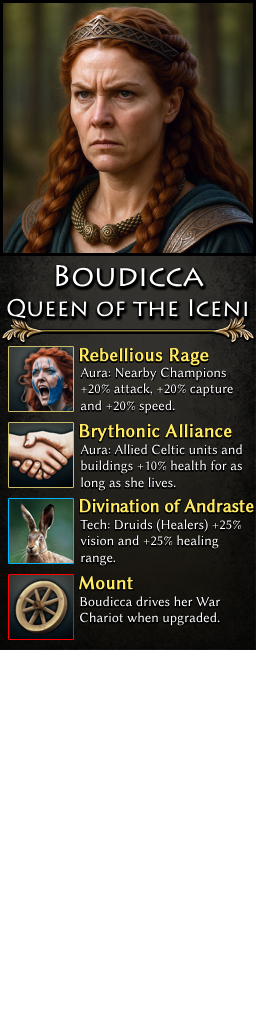 Boudicca
Queen of the Iceni
Rebellious Rage
Aura: Nearby Champions
+20% attack, +20% capture
and +20% speed.
Brythonic Alliance
Aura: Allied Celtic units and
buildings +10% health for as
long as she lives.
Divination of Andraste
Tech: Druids (Healers) +25%
vision and +25% healing
range.
Mount
Boudicca drives her War
Chariot when upgraded.